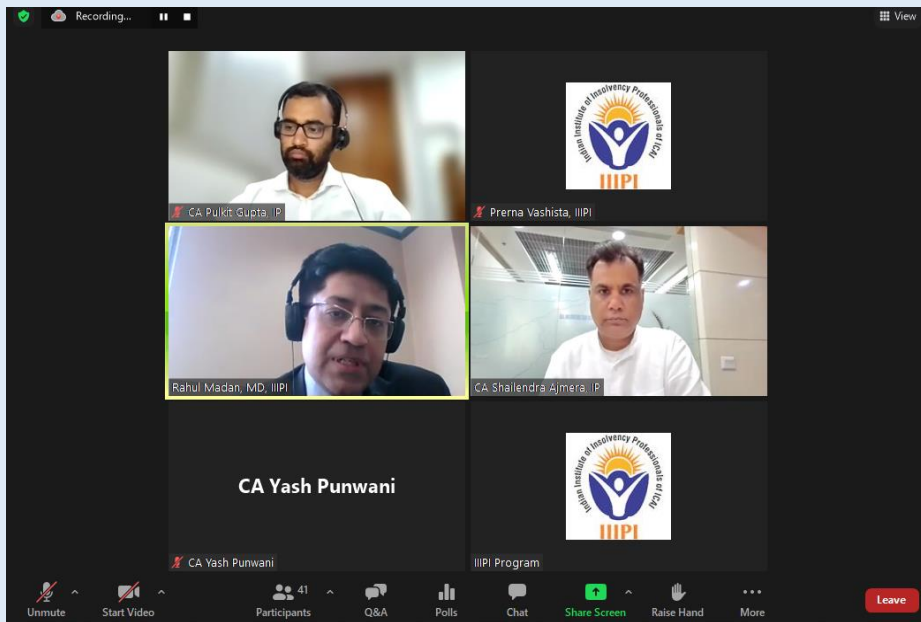 Recording...
View
Indian Institute of Insolvency Professionals of ICAI
IIIPI
CA Pulkit Gupta, IP
Prerna Vashista, IIIPI
Rahul Madan, MD, IIIPI
CA Shailendra Ajmera, IP
CA Yash Punwani
Indian Institute of Insolvency Professionals of ICAI
IIIPI
CA Yash Punwani
IIIPI Program
41
Unmute
Start Video
Participants
Q&A
Polls
Chat
Share Screen
Raise Hand
More
Leave